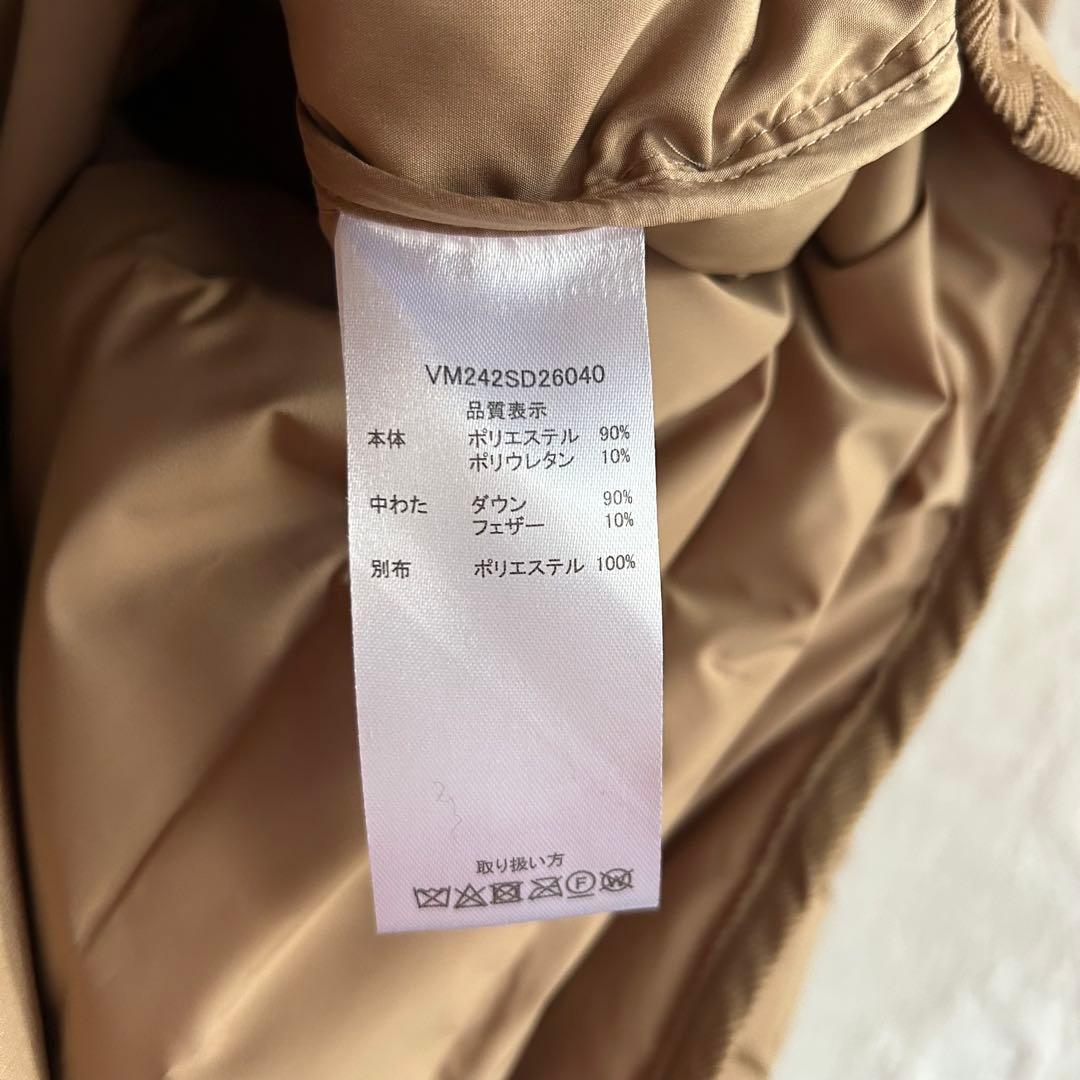 VM242SD26040
品質表示
本体 ポリエステル 90%
ポリウレタン 10%
中わた ダウン 90%
フェザー 10%
別布 ポリエステル 100%
取り扱い方
F W